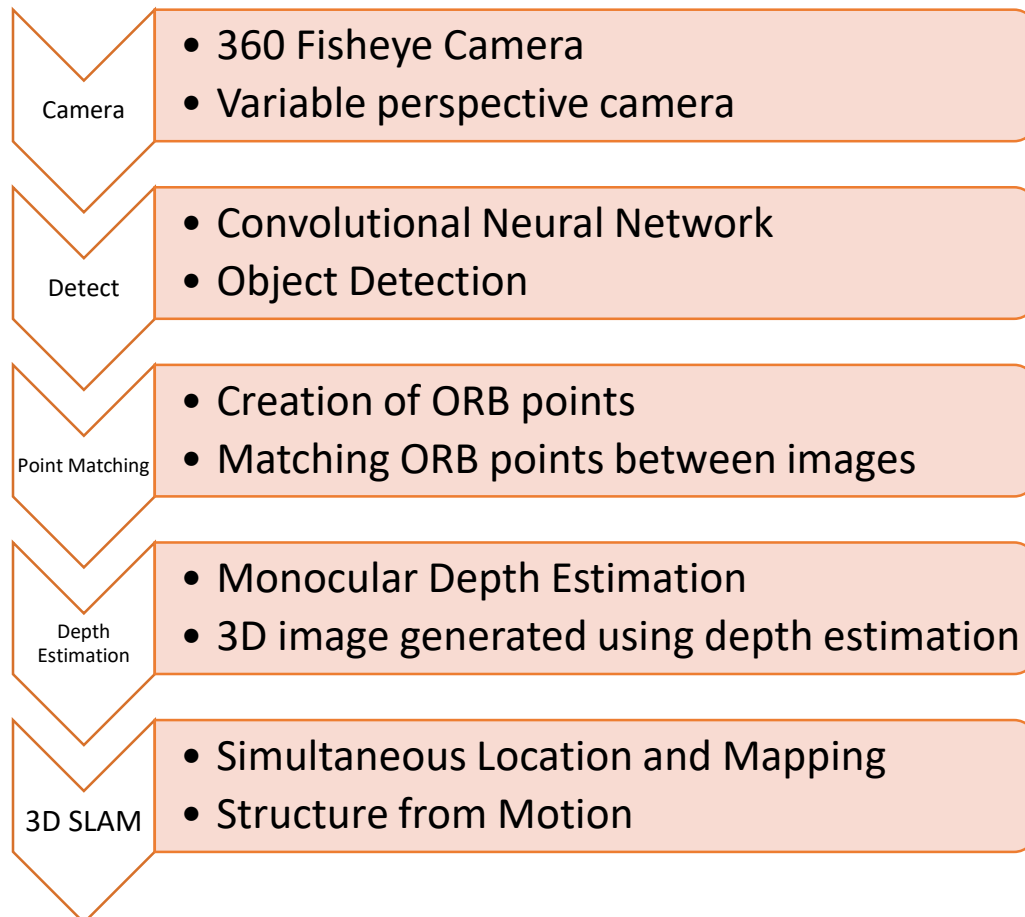 Camera
• 360 Fisheye Camera
• Variable perspective camera
Detect
• Convolutional Neural Network
• Object Detection
Point Matching
• Creation of ORB points
• Matching ORB points between images
Depth
Estimation
• Monocular Depth Estimation
• 3D image generated using depth estimation
3D SLAM
• Simultaneous Location and Mapping
• Structure from Motion